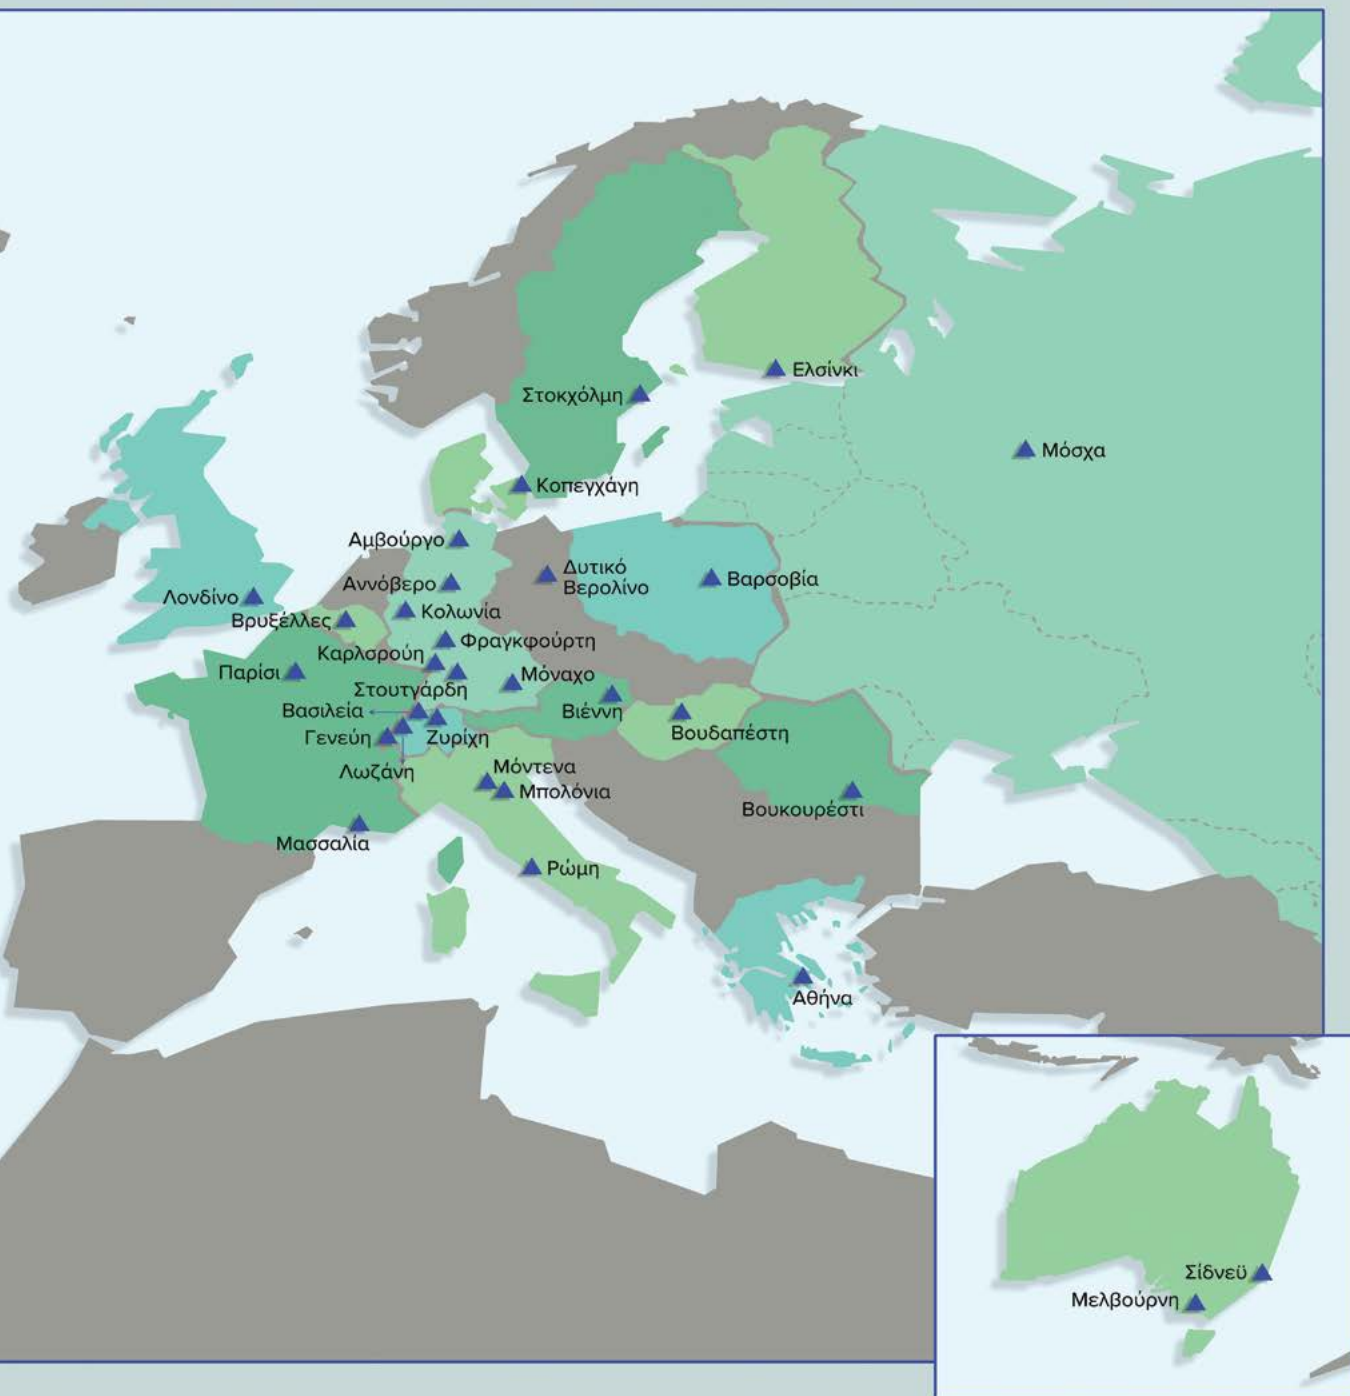 Ελσίνκι
Στοκχόλμη
Μόσχα
Κοπεγχάγη
Αμβούργο
Δυτικό
Βερολίνο
Βαρσοβία
Αννόβερο
Λονδίνο
Κολωνία
Βρυξέλλες
Φραγκφούρτη
Καρλσρούη
Παρίσι
Μόναχο
Στουτγάρδη
Βασιλεία
Βιέννη
Βουδαπέστη
Γενεύη
Ζυρίχη
Λωζάνη
Μόντενα
Μπολόνια
Βουκουρέστι
Μασσαλία
Ρώμη
Αθήνα
Σίδνεϋ
Μελβούρνη